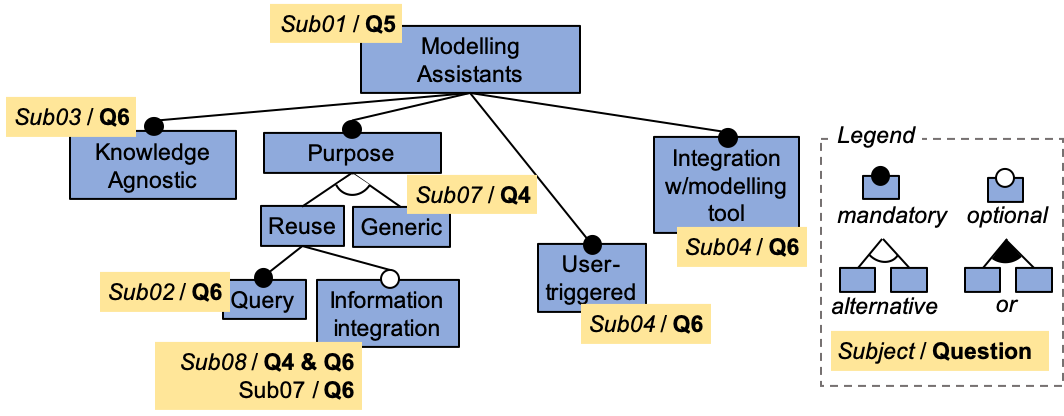 Sub01 / Q5
Modelling
Assistants
Sub03 / Q6
Knowledge
Agnostic
Purpose
Integration
w/modelling
tool
Sub04 / Q6
Sub07 / Q4
Reuse
Generic
User-
triggered
Sub04 / Q6
Sub02 / Q6
Query
Information
integration
Sub08 / Q4 & Q6
Sub07 / Q6
Legend
mandatory
optional
alternative
or
Subject / Question